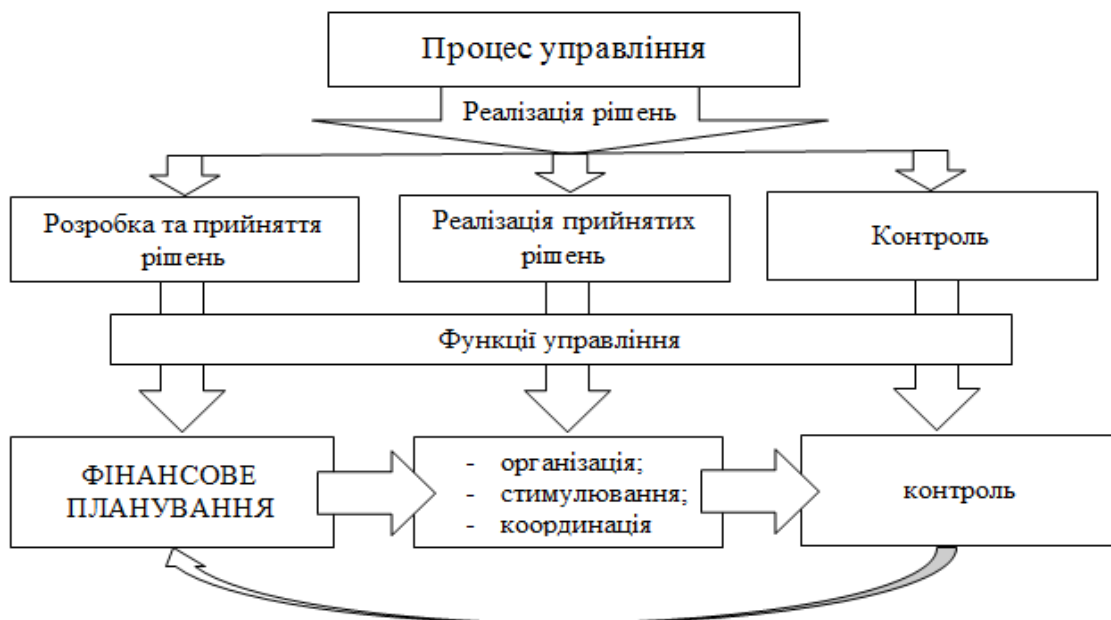 Процес управління
Реалізація рішень
Розробка та прийняття
рішень
Реалізація прийнятих
рішень
Контроль
Функції управління
ФІНАНСОВЕ
ПЛАНУВАННЯ
- організація;
- стимулювання;
- координація
контроль